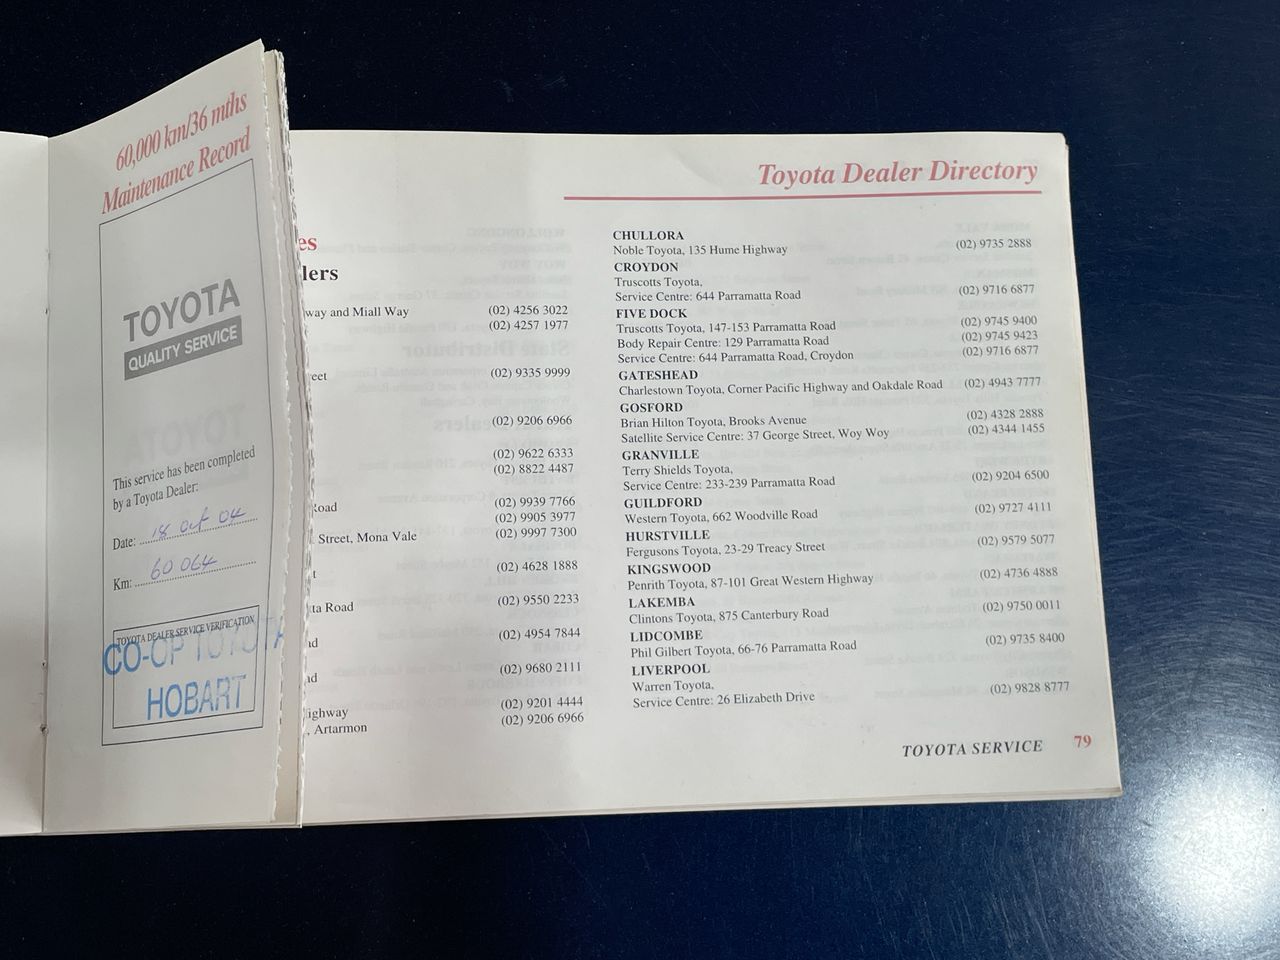 60,000 km/36 mths
Maintenance Record
TOYOTA
QUALITY SERVICE
This service has been completed
by a Toyota Dealer:
Date: 18 Oct 04
Km: 60 064
TOYOTA DEALER SERVICE VERIFICATION
CO-OP TOYOTA
HOBART
Toyota Dealer Directory
es
lers
way and Miall Way (02) 4256 3022
(02) 4257 1977
eet (02) 9335 9999
(02) 9206 6966
(02) 9622 6333
(02) 8822 4487
Road (02) 9939 7766
(02) 9905 3977
Street, Mona Vale (02) 9997 7300
t (02) 4628 1888
tta Road (02) 9550 2233
ad (02) 4954 7844
ad (02) 9680 2111
ighway (02) 9201 4444
, Artarmon (02) 9206 6966
CHULLORA
Noble Toyota, 135 Hume Highway (02) 9735 2888
CROYDON
Truscotts Toyota,
Service Centre: 644 Parramatta Road (02) 9716 6877
FIVE DOCK
Truscotts Toyota, 147-153 Parramatta Road (02) 9745 9400
Body Repair Centre: 129 Parramatta Road (02) 9745 9423
Service Centre: 644 Parramatta Road, Croydon (02) 9716 6877
GATESHEAD
Charlestown Toyota, Corner Pacific Highway and Oakdale Road (02) 4943 7777
GOSFORD
Brian Hilton Toyota, Brooks Avenue (02) 4328 2888
Satellite Service Centre: 37 George Street, Woy Woy (02) 4344 1455
GRANVILLE
Terry Shields Toyota,
Service Centre: 233-239 Parramatta Road (02) 9204 6500
GUILDFORD
Western Toyota, 662 Woodville Road (02) 9727 4111
HURSTVILLE
Fergusons Toyota, 23-29 Treacy Street (02) 9579 5077
KINGSWOOD
Penrith Toyota, 87-101 Great Western Highway (02) 4736 4888
LAKEMBA
Clintons Toyota, 875 Canterbury Road (02) 9750 0011
LIDCOMBE
Phil Gilbert Toyota, 66-76 Parramatta Road (02) 9735 8400
LIVERPOOL
Warren Toyota,
Service Centre: 26 Elizabeth Drive (02) 9828 8777
TOYOTA SERVICE 79